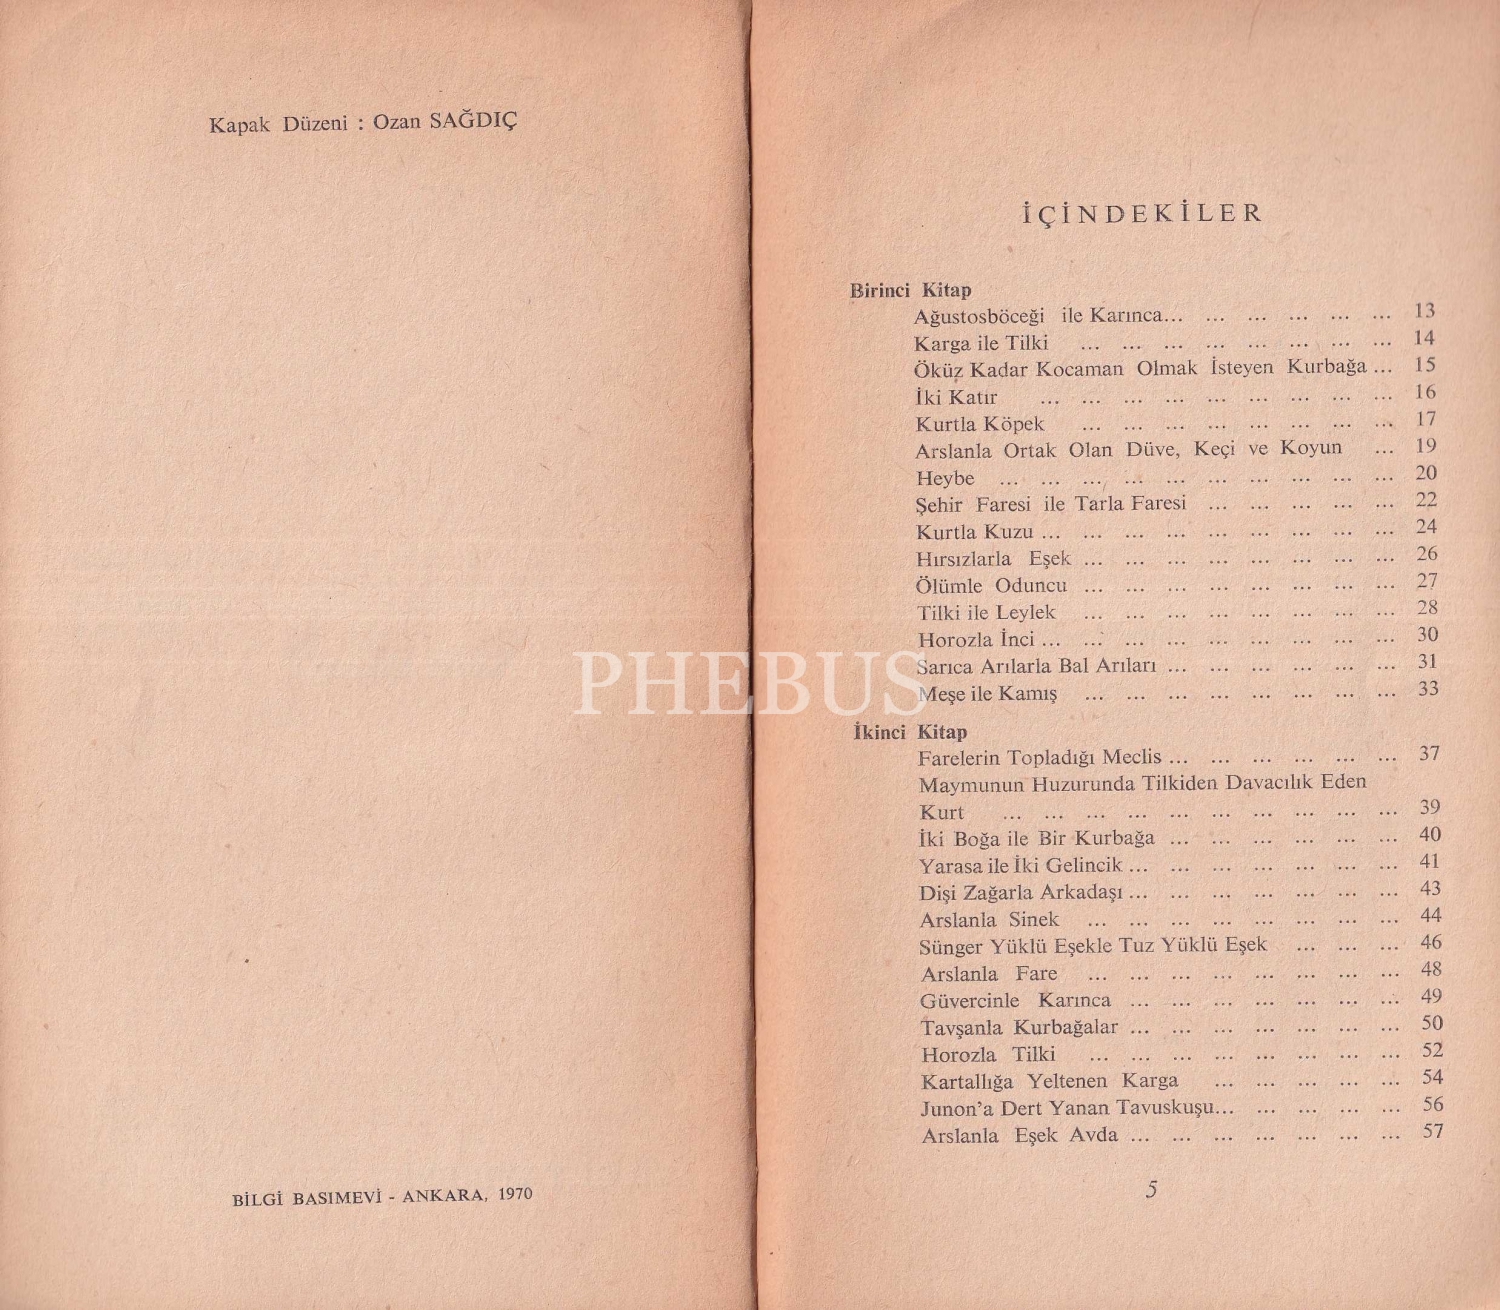 Kapak Düzeni : Ozan SAĞDIÇ
BİLGİ BASIMEVİ - ANKARA, 1970
İÇİNDEKİLER
Birinci Kitap
Ağustosböceği ile Karınca... ... ... ... ... ... 13
Karga ile Tilki ... ... ... ... ... ... ... ... 14
Öküz Kadar Kocaman Olmak İsteyen Kurbağa ... 15
İki Katır ... ... ... ... ... ... ... ... ... 16
Kurtla Köpek ... ... ... ... ... ... ... ... 17
Arslanla Ortak Olan Düve, Keçi ve Koyun ... 19
Heybe ... ... ... ... ... ... ... ... ... ... 20
Şehir Faresi ile Tarla Faresi ... ... ... ... ... 22
Kurtla Kuzu ... ... ... ... ... ... ... ... ... 24
Hırsızlarla Eşek ... ... ... ... ... ... ... ... 26
Ölümle Oduncu ... ... ... ... ... ... ... ... 27
Tilki ile Leylek ... ... ... ... ... ... ... ... 28
Horozla İnci ... ... ... ... ... ... ... ... ... 30
Sarıca Arılarla Bal Arıları ... ... ... ... ... ... 31
Meşe ile Kamış ... ... ... ... ... ... ... ... 33
İkinci Kitap
Farelerin Topladığı Meclis ... ... ... ... ... ... 37
Maymunun Huzurunda Tilkiden Davacılık Eden
Kurt ... ... ... ... ... ... ... ... ... ... 39
İki Boğa ile Bir Kurbağa ... ... ... ... ... ... 40
Yarasa ile İki Gelincik ... ... ... ... ... ... ... 41
Dişi Zağarla Arkadaşı ... ... ... ... ... ... ... 43
Arslanla Sinek ... ... ... ... ... ... ... ... 44
Sünger Yüklü Eşekle Tuz Yüklü Eşek ... ... ... 46
Arslanla Fare ... ... ... ... ... ... ... ... 48
Güvercinle Karınca ... ... ... ... ... ... ... 49
Tavşanla Kurbağalar ... ... ... ... ... ... ... 50
Horozla Tilki ... ... ... ... ... ... ... ... 52
Kartallığa Yeltenen Karga ... ... ... ... ... 54
Junon'a Dert Yanan Tavuskuşu... ... ... ... ... 56
Arslanla Eşek Avda ... ... ... ... ... ... ... 57
5
PHEBUS